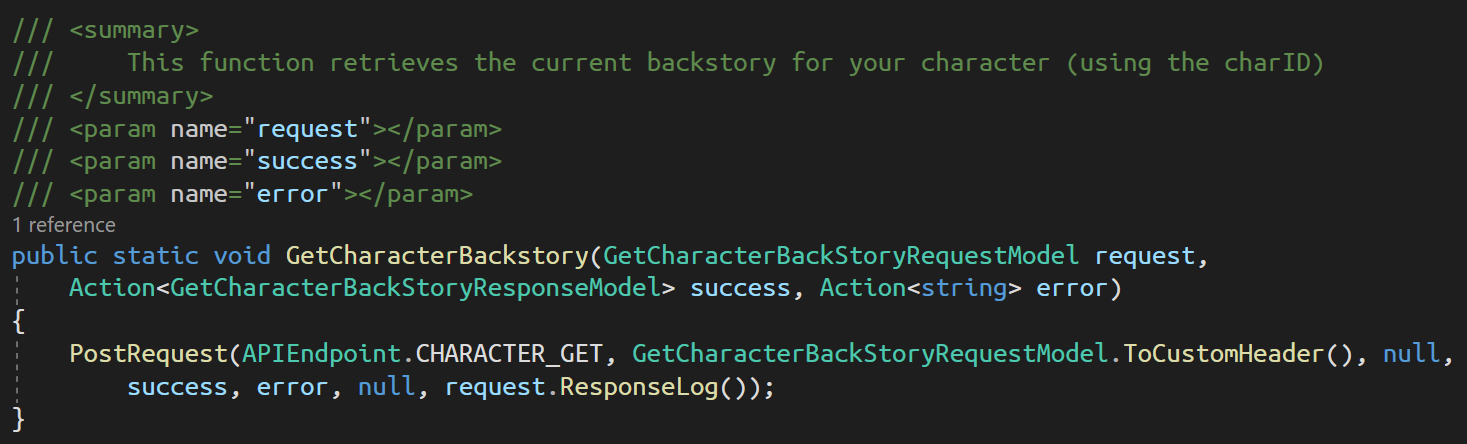 /// <summary>
///     This function retrieves the current backstory for your character (using the charID)
/// </summary>
/// <param name="request"></param>
/// <param name="success"></param>
/// <param name="error"></param>
1 reference
public static void GetCharacterBackstory(GetCharacterBackStoryRequestModel request,
    Action<GetCharacterBackStoryResponseModel> success, Action<string> error)
{
    PostRequest(APIEndpoint.CHARACTER_GET, GetCharacterBackStoryRequestModel.ToCustomHeader(), null,
        success, error, null, request.ResponseLog());
}